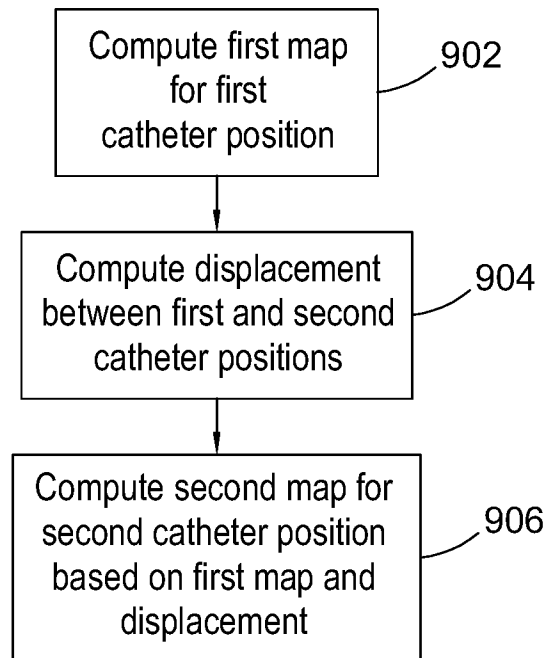 Compute first map
for first
catheter position
902
Compute displacement
between first and second
catheter positions
904
Compute second map for
second catheter position
based on first map and
displacement
906